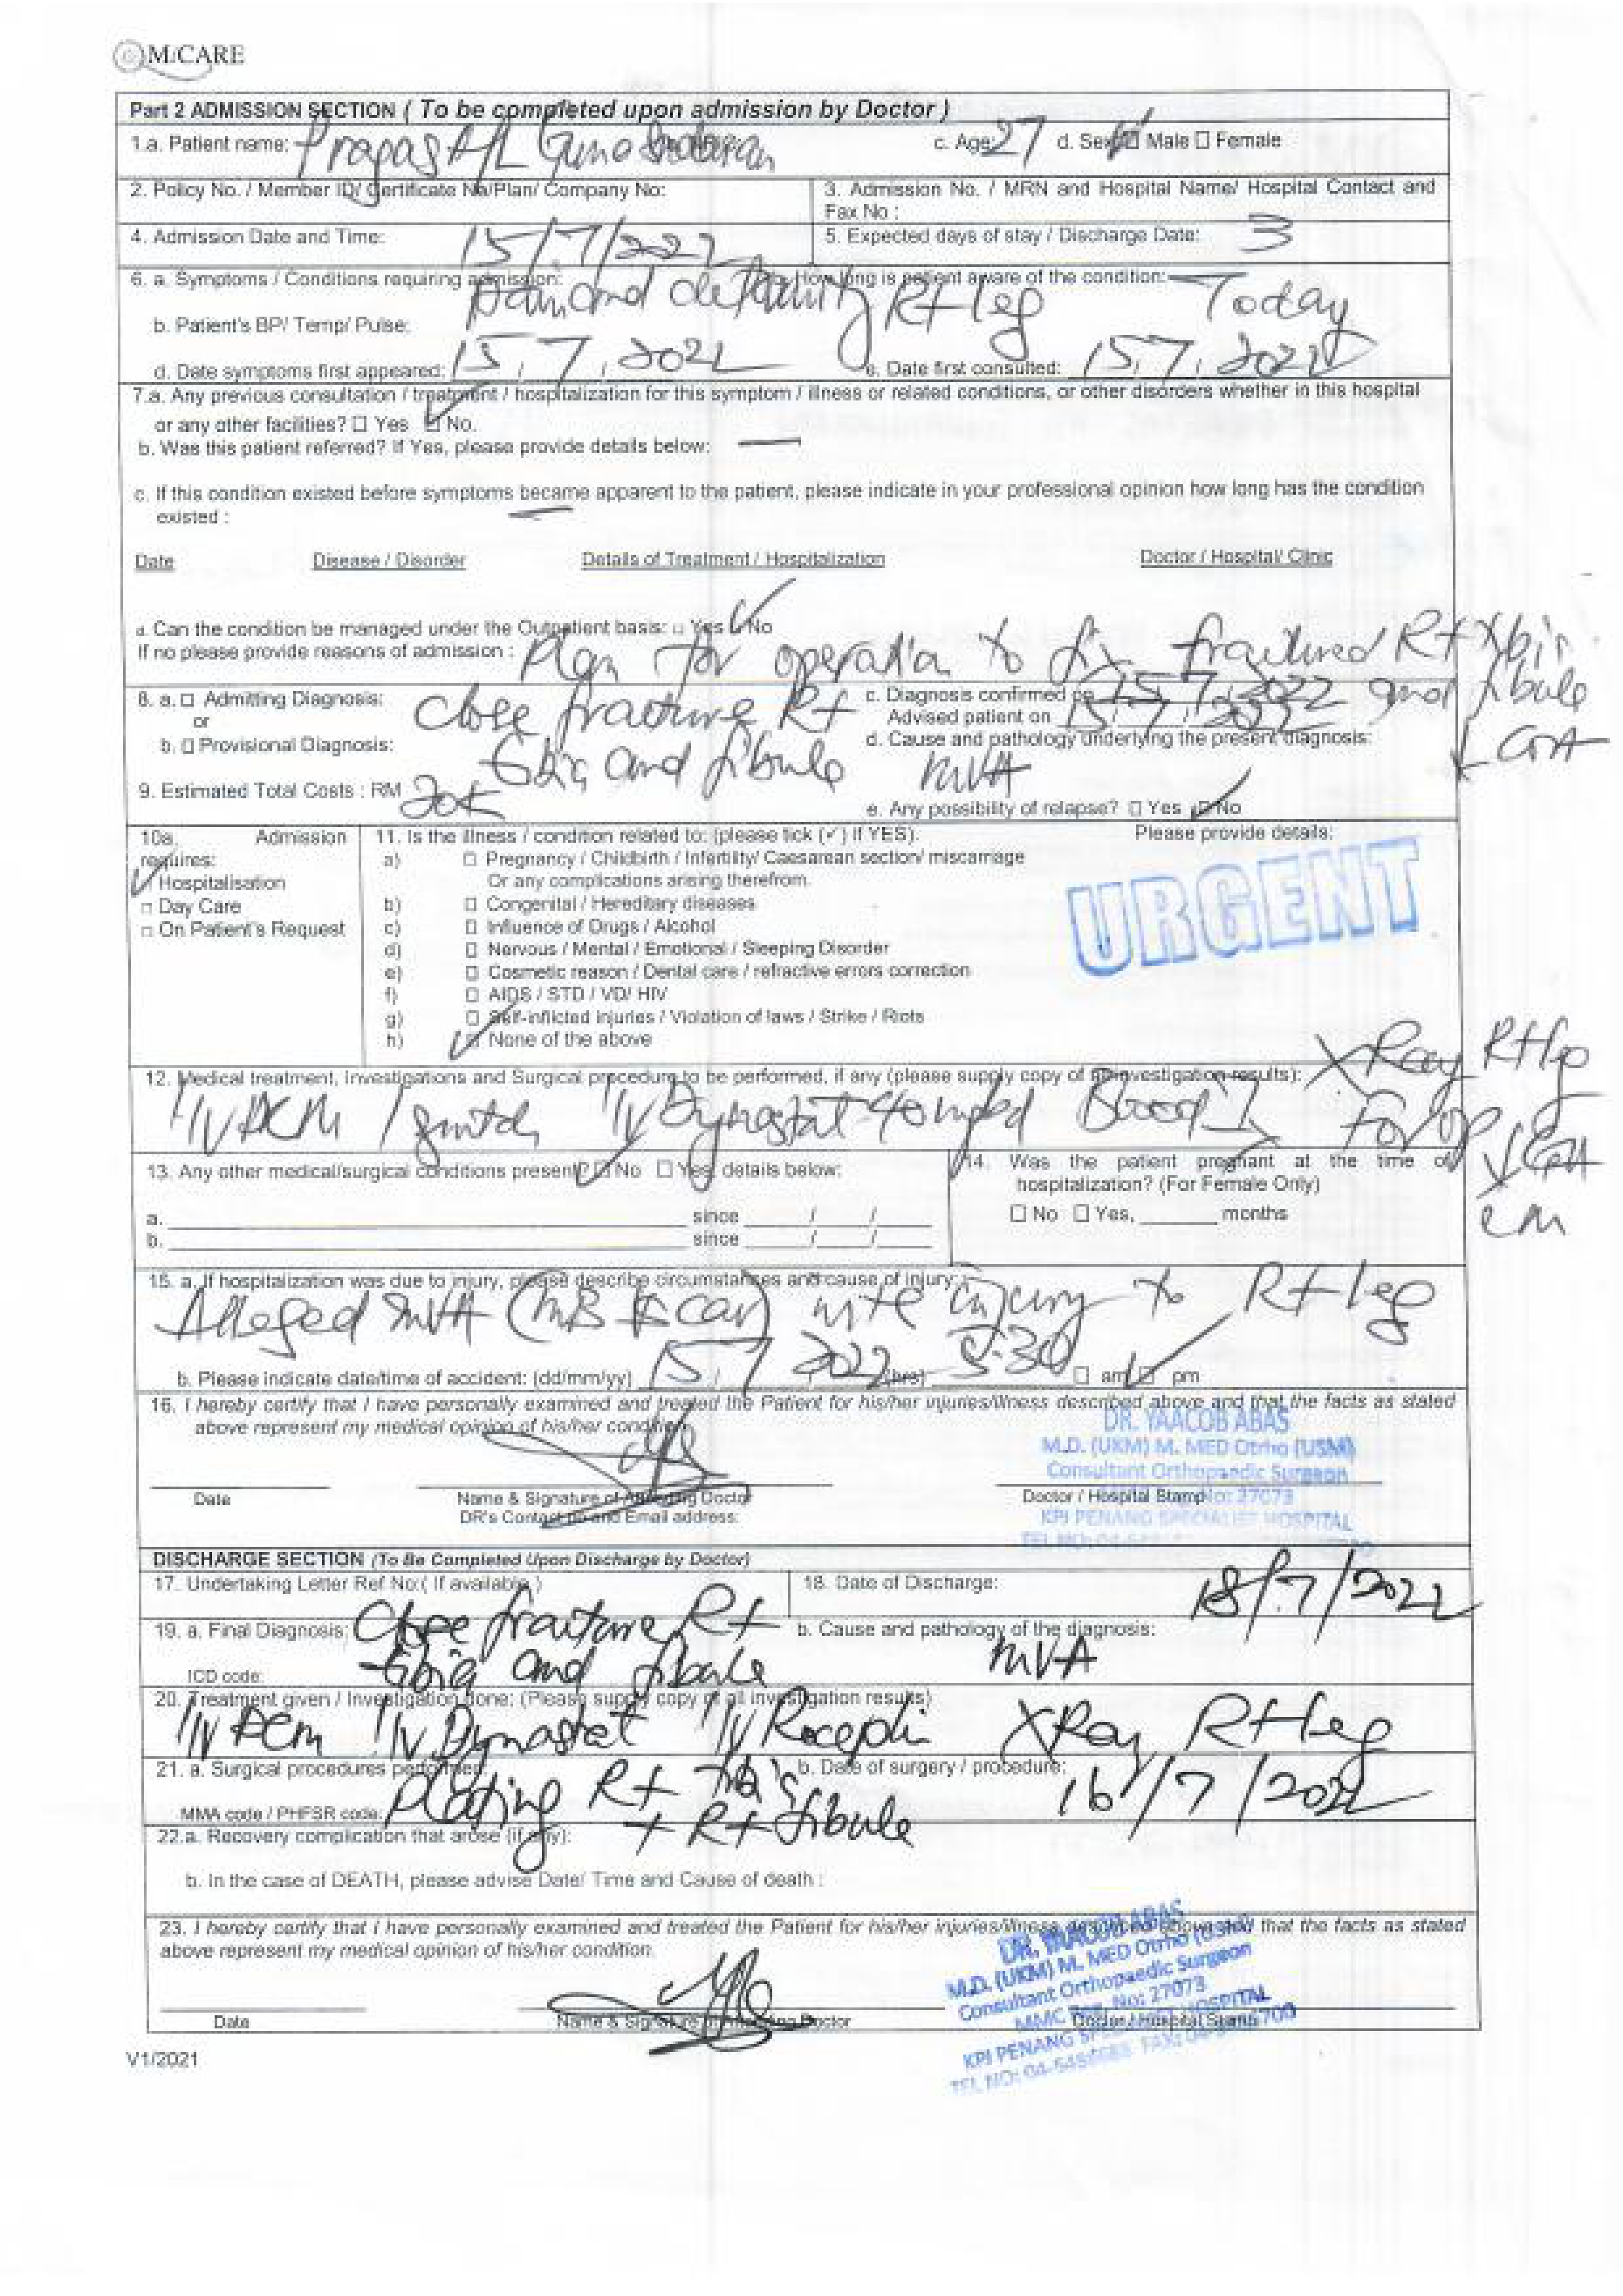 MiCARE
Part 2 ADMISSION SECTION ( To be completed upon admission by Doctor )
1.a. Patient name: Pragas A/L c. Age: 27 d. Sex: Male □ Female
2. Policy No. / Member ID/ Certificate No/Plan/ Company No:
3. Admission No. / MRN and Hospital Name/ Hospital Contact and
Fax No :
4. Admission Date and Time: 15/7/2022
5. Expected days of stay / Discharge Date: 3
6. a. Symptoms / Conditions requiring admission: Pain and deformity Rt leg
How long is patient aware of the condition: Today
b. Patient's BP/ Temp/ Pulse:
d. Date symptoms first appeared: 15, 7, 2022 e. Date first consulted: 15, 7, 2022
7.a. Any previous consultation / treatment / hospitalization for this symptom / illness or related conditions, or other disorders whether in this hospital
or any other facilities? □ Yes ☑ No.
b. Was this patient referred? If Yes, please provide details below: —
c. If this condition existed before symptoms became apparent to the patient, please indicate in your professional opinion how long has the condition
existed : —
Date Disease / Disorder Details of Treatment / Hospitalization Doctor / Hospital/ Clinic
d. Can the condition be managed under the Outpatient basis: □ Yes ☑ No
If no please provide reasons of admission : Plan for operation to fix fractured Rt tibia
and fibula
↓ GA
8. a. □ Admitting Diagnosis: close fracture Rt
or
b. □ Provisional Diagnosis: tibia and fibula
c. Diagnosis confirmed on 15, 7, 2022
Advised patient on 15, 7, 2022
d. Cause and pathology underlying the present diagnosis:
MVA
9. Estimated Total Costs : RM 20k
e. Any possibility of relapse? □ Yes ☑ No
10a. Admission
requires:
☑ Hospitalisation
□ Day Care
□ On Patient's Request
11. Is the illness / condition related to: (please tick (✓) if YES). Please provide details:
a) □ Pregnancy / Childbirth / Infertility/ Caesarean section/ miscarriage
Or any complications arising therefrom.
b) □ Congenital / Hereditary diseases
c) □ Influence of Drugs / Alcohol
d) □ Nervous / Mental / Emotional / Sleeping Disorder
e) □ Cosmetic reason / Dental care / refractive errors correction
f) □ AIDS / STD / VD/ HIV
g) □ Self-inflicted injuries / Violation of laws / Strike / Riots
h) ☑ None of the above
URGENT
12. Medical treatment, investigations and Surgical procedure to be performed, if any (please supply copy of all investigation results): X Ray Rt leg
Dynastat 40 mg Blood for op ↓ GA
13. Any other medical/surgical conditions present? ☑ No □ Yes, details below:
a. since / /
b. since / /
14. Was the patient pregnant at the time of
hospitalization? (For Female Only)
□ No □ Yes, months
15. a. If hospitalization was due to injury, please describe circumstances and cause of injury:
Alleged MVA (MB car) injury to Rt leg
b. Please indicate date/time of accident: (dd/mm/yy) 15, 7 2022 (hrs) 5.30 □ am ☑ pm
16. I hereby certify that I have personally examined and treated the Patient for his/her injuries/illness described above and that the facts as stated
above represent my medical opinion of his/her condition.
DR. YAACOB ABAS
M.D. (UKM) M. MED Otrho (USM)
Consultant Orthopaedic Surgeon
No: 27073
KPJ PENANG SPECIALIST HOSPITAL
Date Name & Signature of Attending Doctor Doctor / Hospital Stamp
DR's Contact no and Email address:
DISCHARGE SECTION (To Be Completed Upon Discharge by Doctor)
17. Undertaking Letter Ref No:( If available )
18. Date of Discharge: 18/7/2022
19. a. Final Diagnosis: Close fracture Rt
tibia and fibula
ICD code:
b. Cause and pathology of the diagnosis:
MVA
20. Treatment given / Investigation done: (Please supply copy of all investigation results)
Dynastat X Ray Rt leg
21. a. Surgical procedures performed: Plating Rt Tibia
+ Rt fibula
MMA code / PHFSR code:
b. Date of surgery / procedure: 16/7/2022
22.a. Recovery complication that arose (if any):
b. In the case of DEATH, please advise Date/ Time and Cause of death :
23. I hereby certify that I have personally examined and treated the Patient for his/her injuries/illness described above and that the facts as stated
above represent my medical opinion of his/her condition.
DR. YAACOB ABAS
M.D. (UKM) M. MED Otrho (USM)
Consultant Orthopaedic Surgeon
MMC Reg. No: 27073
KPJ PENANG SPECIALIST HOSPITAL
Date Name & Signature of Attending Doctor Doctor / Hospital Stamp
V1/2021